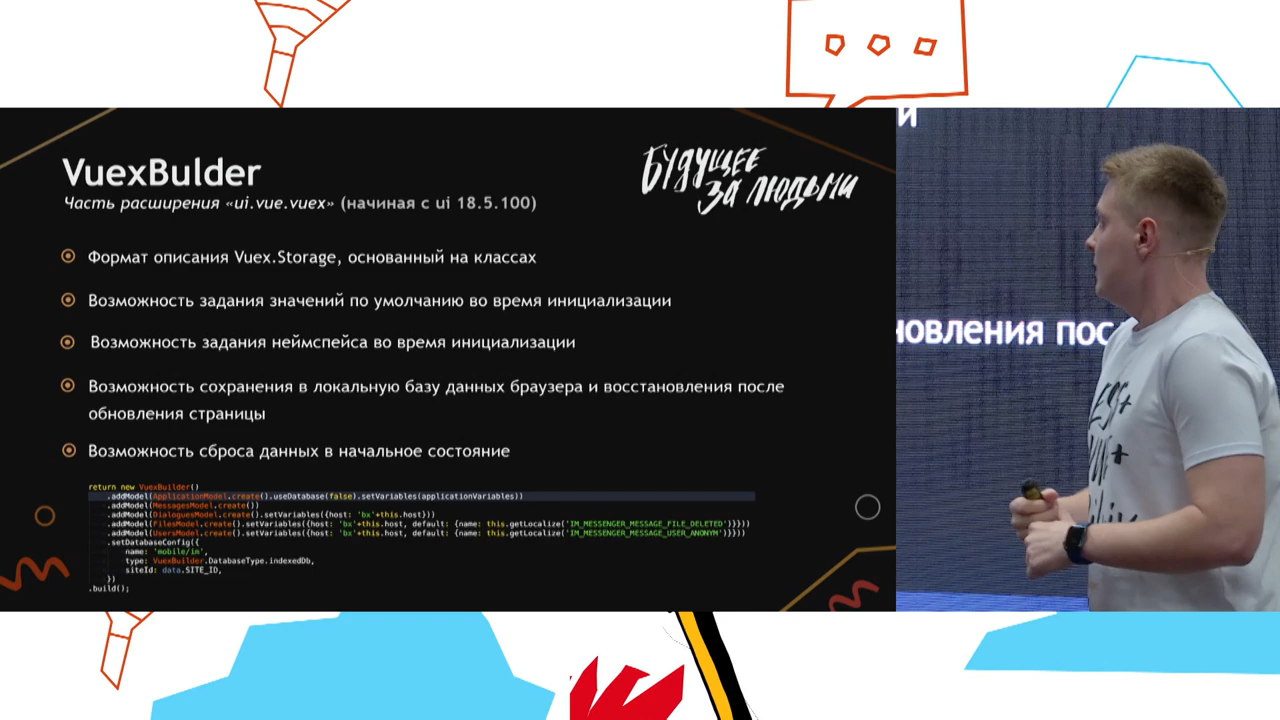 VuexBulder
Часть расширения «ui.vue.vuex» (начиная с ui 18.5.100)
БУДУЩЕЕ
ЗА ЛЮДЬМИ
Формат описания Vuex.Storage, основанный на классах
Возможность задания значений по умолчанию во время инициализации
Возможность задания неймспейса во время инициализации
Возможность сохранения в локальную базу данных браузера и восстановления после
обновления страницы
Возможность сброса данных в начальное состояние
return new VuexBuilder()
.addModel(ApplicationModel.create().useDatabase(false).setVariables(applicationVariables))
.addModel(MessagesModel.create())
.addModel(DialoguesModel.create().setVariables({host: 'bx'+this.host}))
.addModel(FilesModel.create().setVariables({host: 'bx'+this.host, default: {name: this.getLocalize('IM_MESSENGER_MESSAGE_FILE_DELETED')}}))
.addModel(UsersModel.create().setVariables({host: 'bx'+this.host, default: {name: this.getLocalize('IM_MESSENGER_MESSAGE_USER_ANONYM')}}))
.setDatabaseConfig({
name: 'mobile/im',
type: VuexBuilder.DatabaseType.indexedDb,
siteId: data.SITE_ID,
})
.build();
и
новления пос